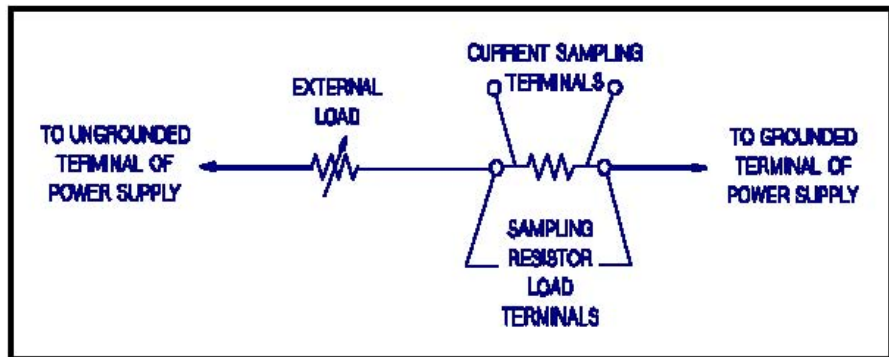 CURRENT SAMPLING
TERMINALS
EXTERNAL
LOAD
TO UNGROUNDED
TERMINAL OF
POWER SUPPLY
TO GROUNDED
TERMINAL OF
POWER SUPPLY
SAMPLING
RESISTOR
LOAD
TERMINALS